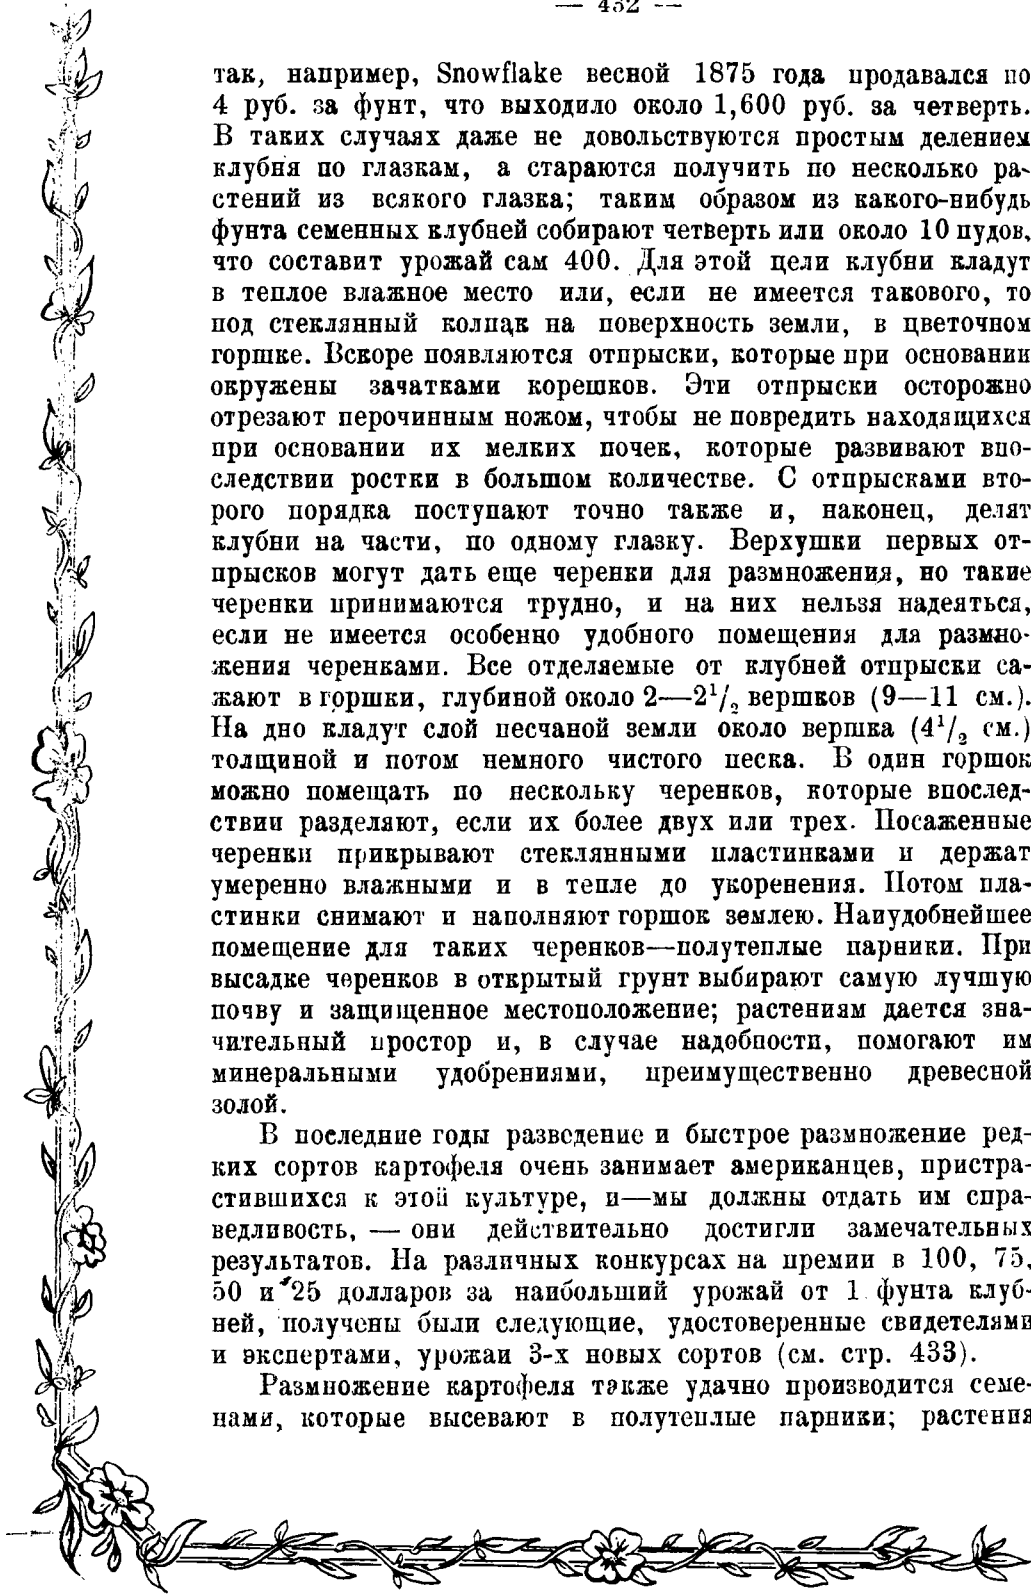 — 432 —
так, например, Snowflake весной 1875 года продавался по
4 руб. за фунт, что выходило около 1,600 руб. за четверть.
В таких случаях даже не довольствуются простым делением
клубня по глазкам, а стараются получить по несколько ра-
стений из всякого глазка; таким образом из какого-нибудь
фунта семенных клубней собирают четверть или около 10 пудов,
что составит урожай сам 400. Для этой цели клубни кладут
в теплое влажное место или, если не имеется такового, то
под стеклянный колпак на поверхность земли, в цветочном
горшке. Вскоре появляются отпрыски, которые при основании
окружены зачатками корешков. Эти отпрыски осторожно
отрезают перочинным ножом, чтобы не повредить находящихся
при основании их мелких почек, которые развивают впо-
следствии ростки в большом количестве. С отпрысками вто-
рого порядка поступают точно также и, наконец, делят
клубни на части, по одному глазку. Верхушки первых от-
прысков могут дать еще черенки для размножения, но такие
черенки принимаются трудно, и на них нельзя надеяться,
если не имеется особенно удобного помещения для размно-
жения черенками. Все отделяемые от клубней отпрыски са-
жают в горшки, глубиной около 2—2¹/₂ вершков (9—11 см.).
На дно кладут слой песчаной земли около вершка (4¹/₂ см.)
толщиной и потом немного чистого песка. В один горшок
можно помещать по нескольку черенков, которые впослед-
ствии разделяют, если их более двух или трех. Посаженные
черенки прикрывают стеклянными пластинками и держат
умеренно влажными и в тепле до укоренения. Потом пла-
стинки снимают и наполняют горшок землею. Наиудобнейшее
помещение для таких черенков—полутеплые парники. При
высадке черенков в открытый грунт выбирают самую лучшую
почву и защищенное местоположение; растениям дается зна-
чительный простор и, в случае надобности, помогают им
минеральными удобрениями, преимущественно древесной
золой.
В последние годы разведение и быстрое размножение ред-
ких сортов картофеля очень занимает американцев, пристра-
стившихся к этой культуре, и—мы должны отдать им спра-
ведливость, — они действительно достигли замечательных
результатов. На различных конкурсах на премии в 100, 75,
50 и 25 долларов за наибольший урожай от 1 фунта клуб-
ней, получены были следующие, удостоверенные свидетелями
и экспертами, урожаи 3-х новых сортов (см. стр. 433).
Размножение картофеля также удачно производится семе-
нами, которые высевают в полутеплые парники; растения